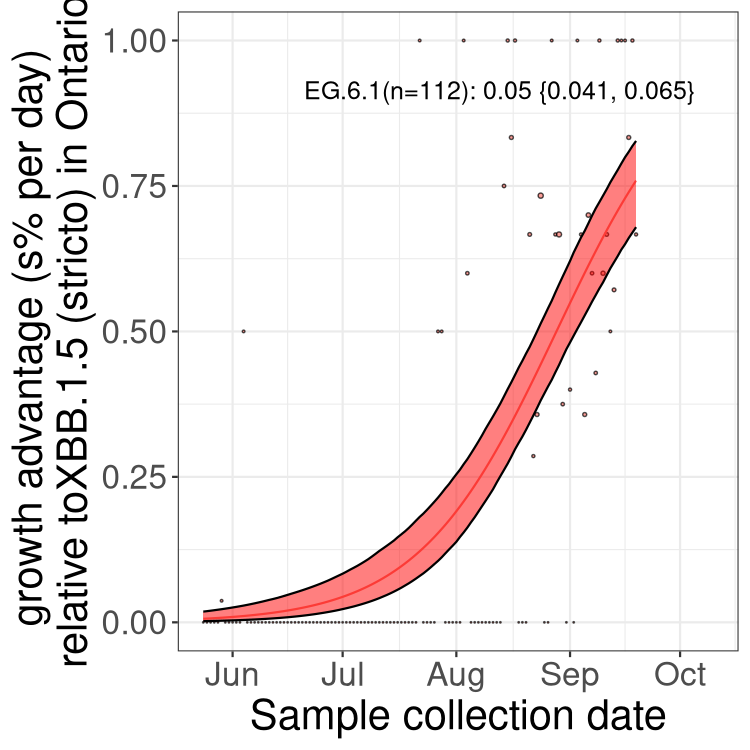 growth advantage (s% per day)
relative toXBB.1.5 (stricto) in Ontario
1.00
0.75
0.50
0.25
0.00
EG.6.1(n=112): 0.05 {0.041, 0.065}
Jun Jul Aug Sep Oct
Sample collection date